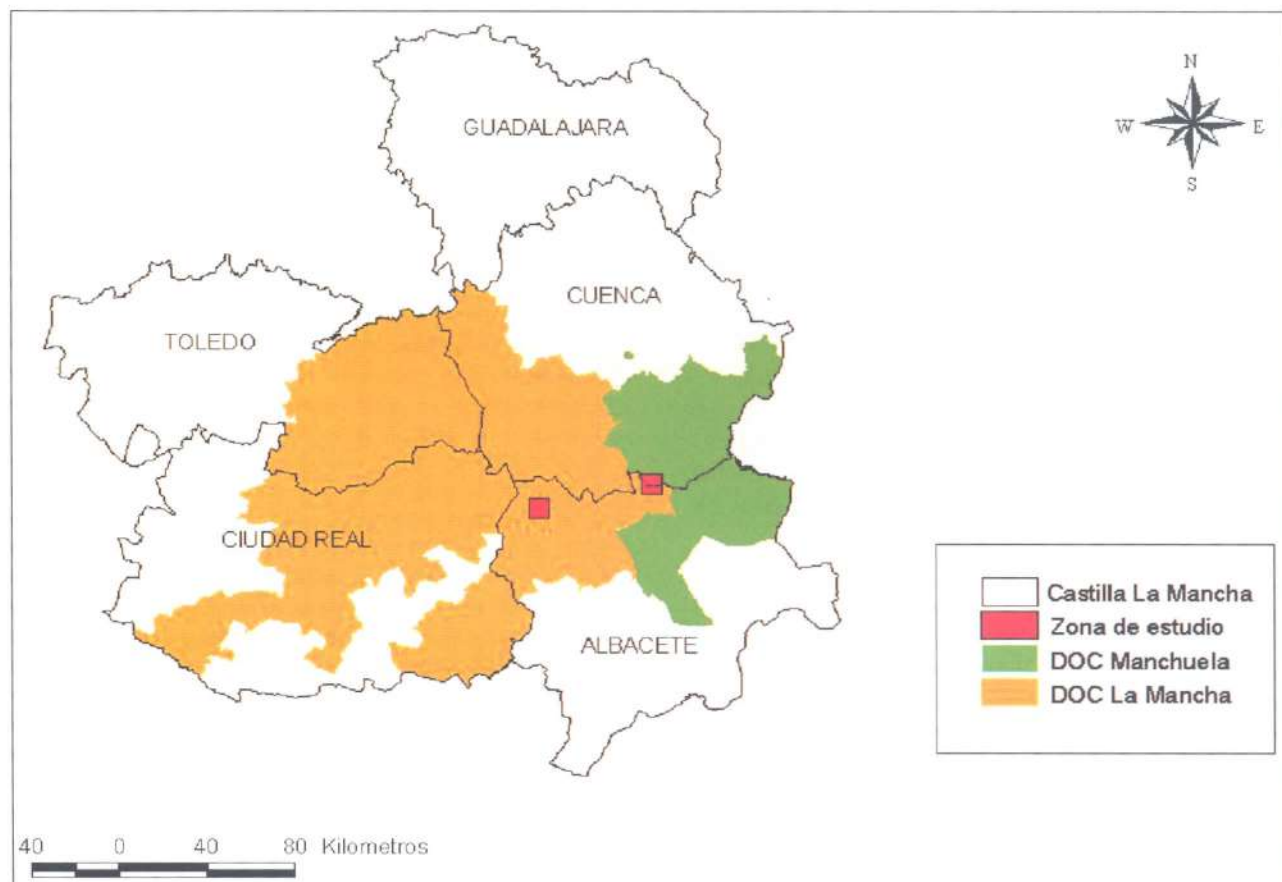 GUADALAJARA
N
W E
S
CUENCA
TOLEDO
CIUDAD REAL
ALBACETE
Castilla La Mancha
Zona de estudio
DOC Manchuela
DOC La Mancha
40 0 40 80 Kilometros